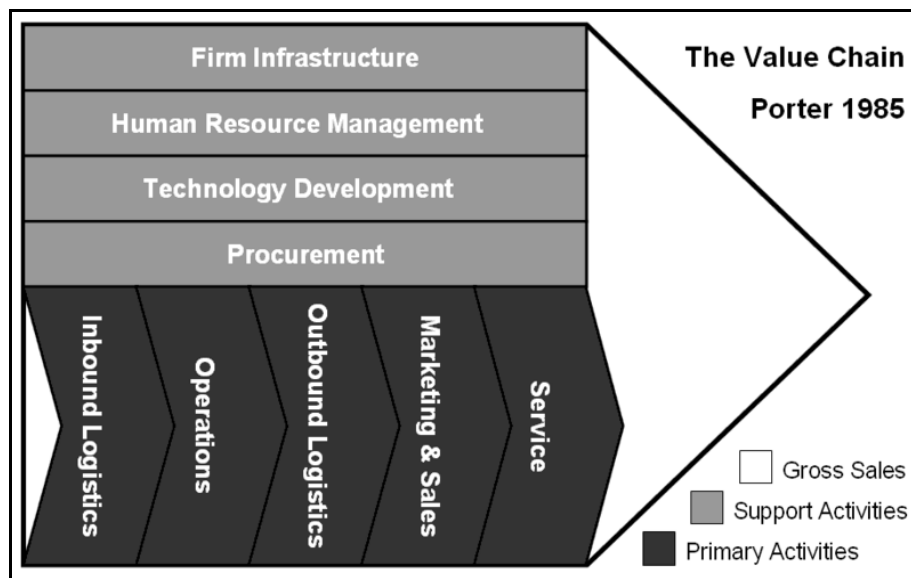 Firm Infrastructure
Human Resource Management
Technology Development
Procurement
Inbound Logistics
Operations
Outbound Logistics
Marketing & Sales
Service
The Value Chain
Porter 1985
Gross Sales
Support Activities
Primary Activities